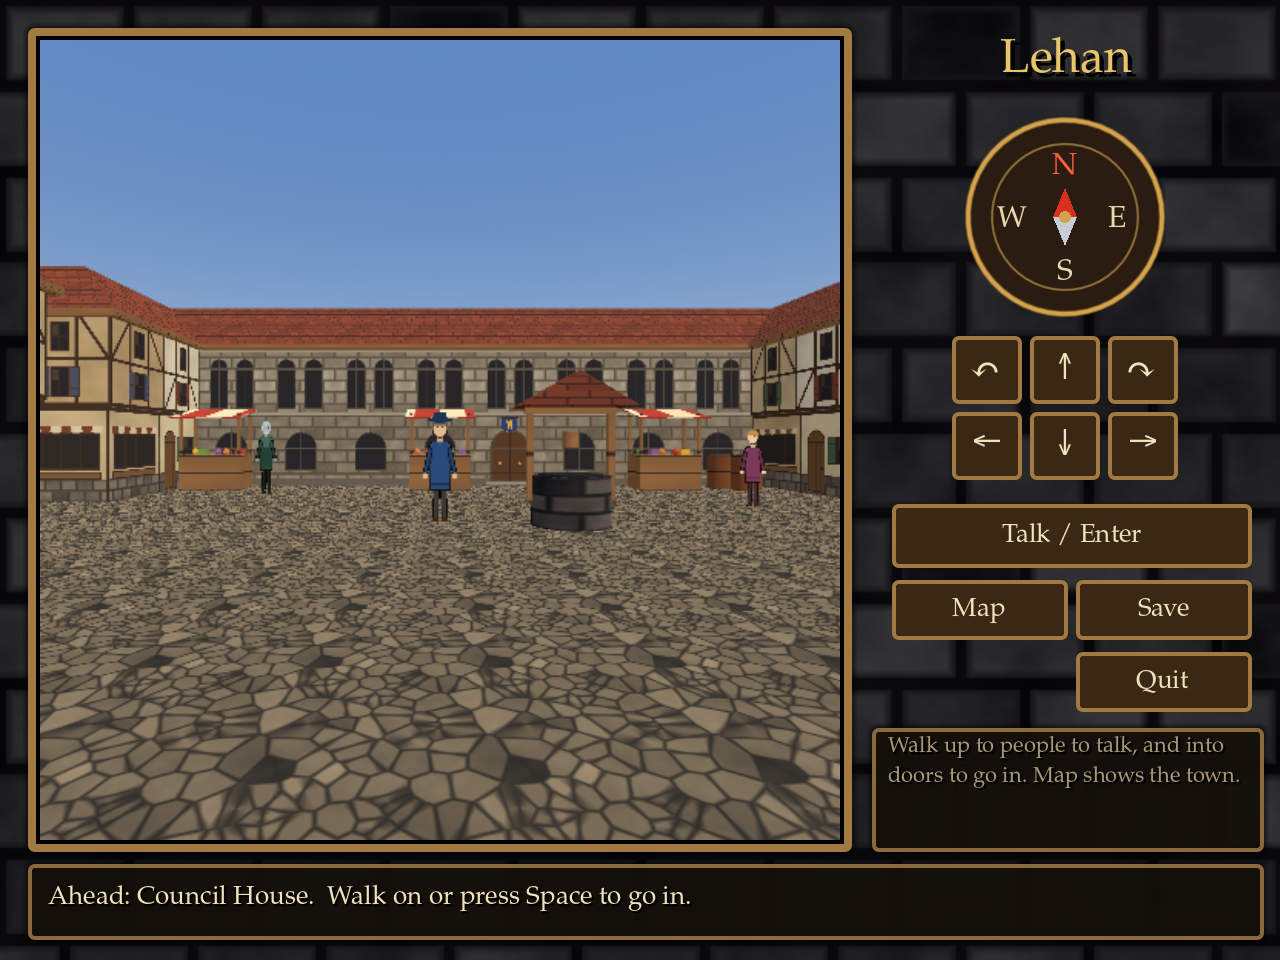 Lehan
N
W E
S
Talk / Enter
Map Save
Quit
Walk up to people to talk, and into
doors to go in. Map shows the town.
Ahead: Council House. Walk on or press Space to go in.